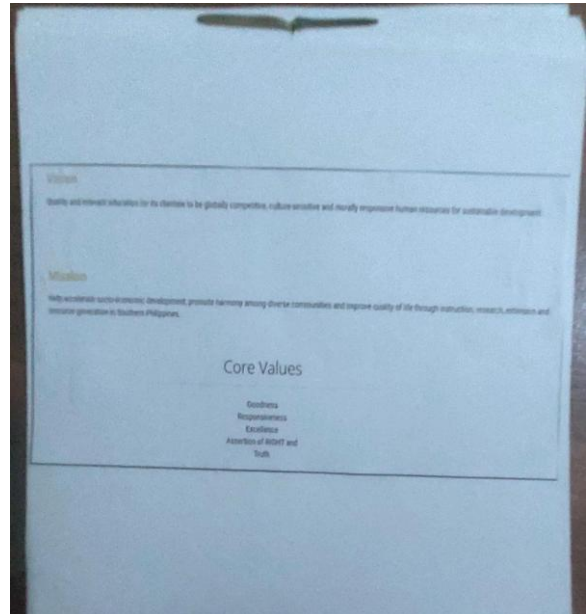 Vision
Quality and relevant education for its clientele to be globally competitive, culture sensitive and morally responsive human resources for sustainable development.
Mission
Help accelerate socio-economic development, promote harmony among diverse communities and improve quality of life through instruction, research, extension and
resource generation in Southern Philippines.
Core Values
Goodness
Responsiveness
Excellence
Assertion of RIGHT and
Truth